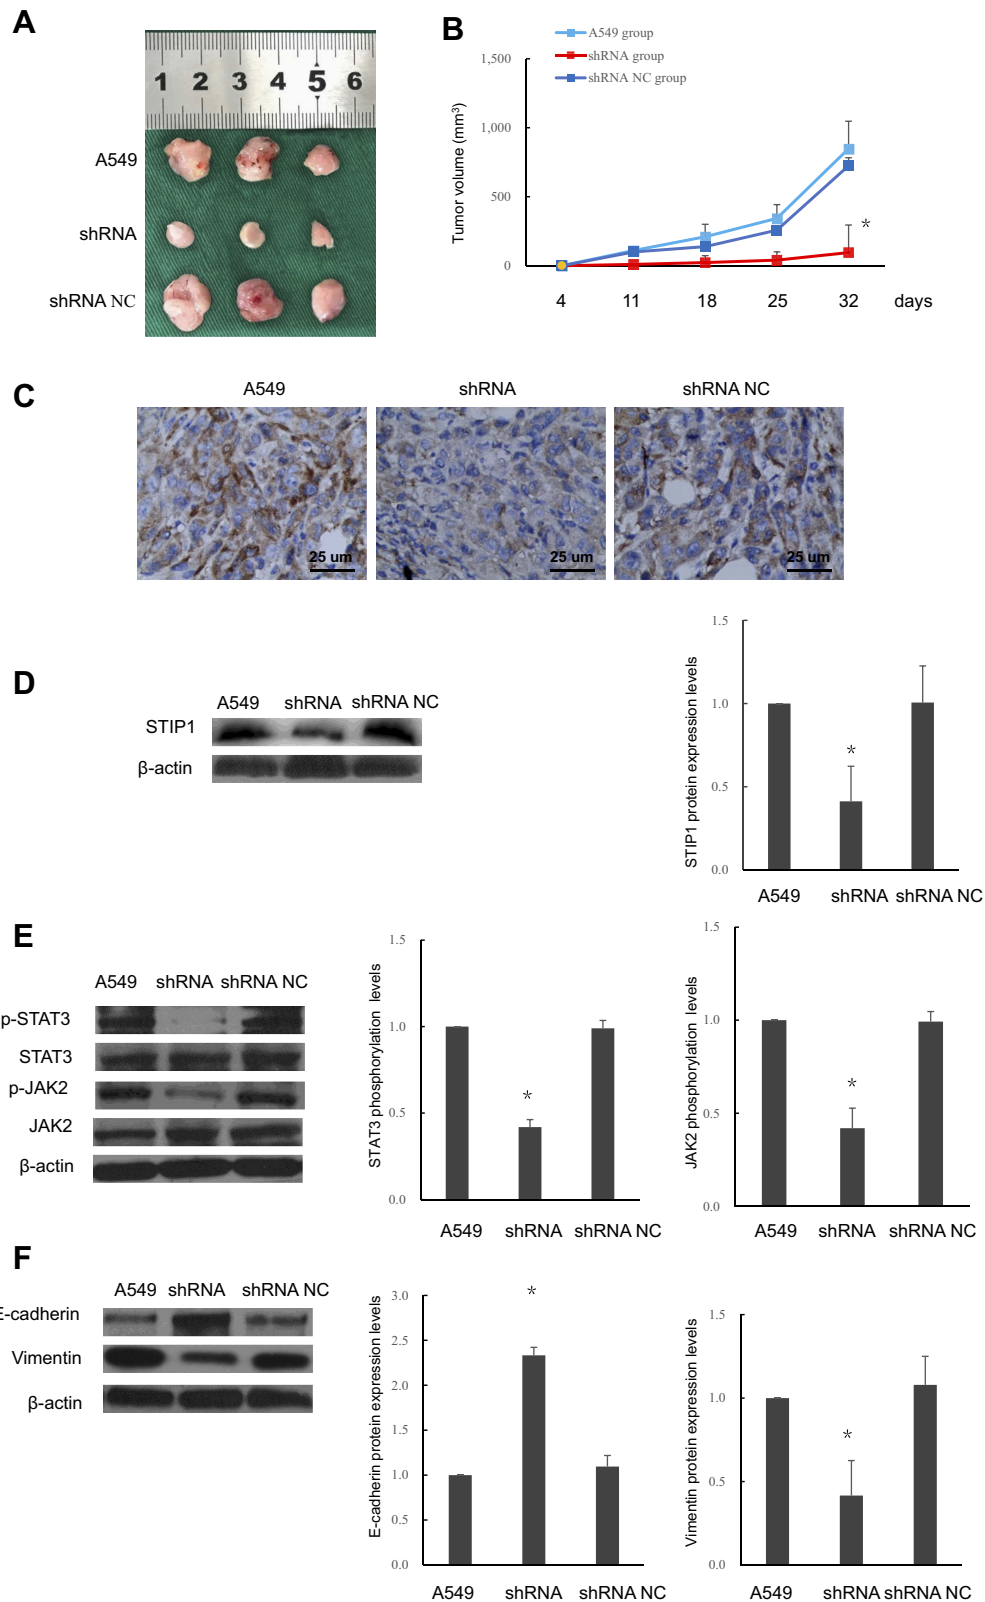 A
1 2 3 4 5 6
A549
shRNA
shRNA NC
B
A549 group
shRNA group
shRNA NC group
Tumor volume (mm³)
1,500
1,000
500
0
4 11 18 25 32 days
*
C
A549 shRNA shRNA NC
25 um 25 um 25 um
D
A549 shRNA shRNA NC
STIP1
β-actin
STIP1 protein expression levels
1.5
1.0
0.5
0.0
*
A549 shRNA shRNA NC
E
A549 shRNA shRNA NC
p-STAT3
STAT3
p-JAK2
JAK2
β-actin
STAT3 phosphorylation levels
1.5
1.0
0.5
0.0
*
A549 shRNA shRNA NC
JAK2 phosphorylation levels
1.5
1.0
0.5
0.0
*
A549 shRNA shRNA NC
F
A549 shRNA shRNA NC
E-cadherin
Vimentin
β-actin
E-cadherin protein expression levels
3.0
2.5
2.0
1.5
1.0
0.5
0.0
*
A549 shRNA shRNA NC
Vimentin protein expression levels
1.5
1.0
0.5
0.0
*
A549 shRNA shRNA NC